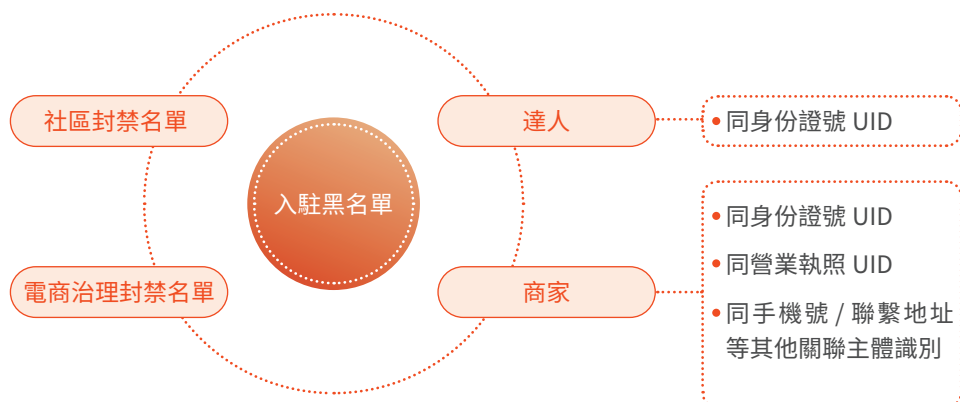 社區封禁名單
電商治理封禁名單
入駐黑名單
達人
• 同身份證號 UID
商家
• 同身份證號 UID
• 同營業執照 UID
• 同手機號 / 聯繫地址
等其他關聯主體識別